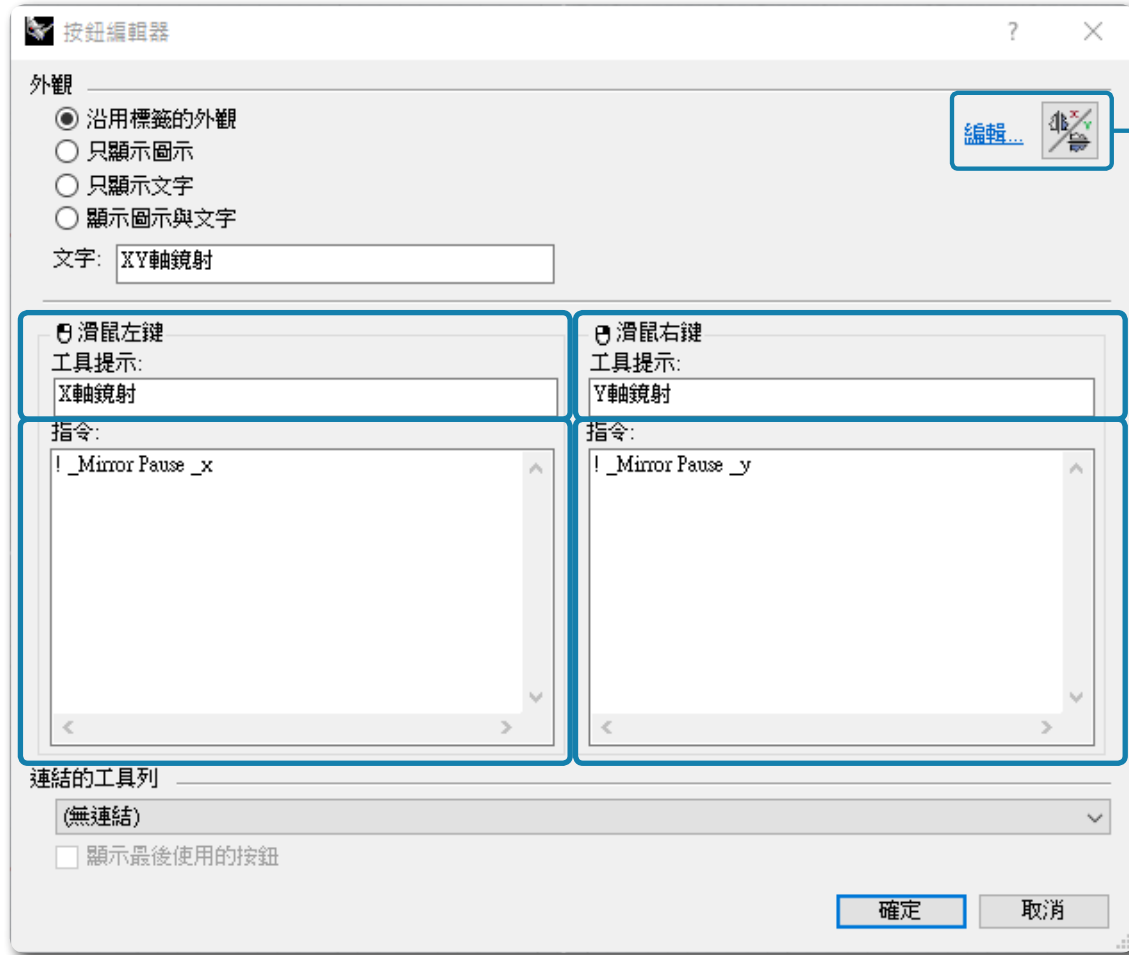 按鈕編輯器
外觀
沿用標籤的外觀
編輯...
只顯示圖示
只顯示文字
顯示圖示與文字
文字: XY軸鏡射
滑鼠左鍵
工具提示:
X軸鏡射
指令:
! _Mirror Pause _x
滑鼠右鍵
工具提示:
Y軸鏡射
指令:
! _Mirror Pause _y
連結的工具列
(無連結)
顯示最後使用的按鈕
確定 取消